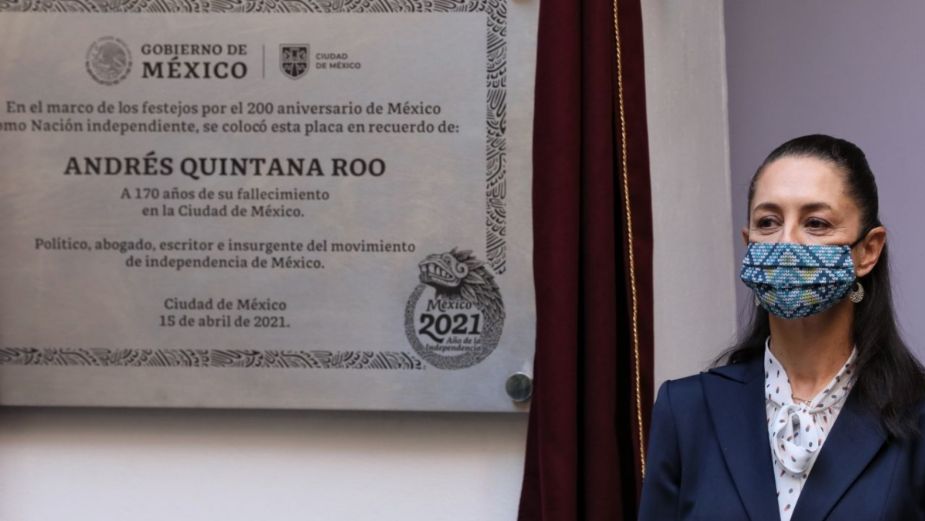 GOBIERNO DE
MÉXICO
CIUDAD
DE MÉXICO
En el marco de los festejos por el 200 aniversario de México
omo Nación independiente, se colocó esta placa en recuerdo de:
ANDRÉS QUINTANA ROO
A 170 años de su fallecimiento
en la Ciudad de México.
Político, abogado, escritor e insurgente del movimiento
de independencia de México.
Ciudad de México
15 de abril de 2021.
México
2021
Año de la
Independencia